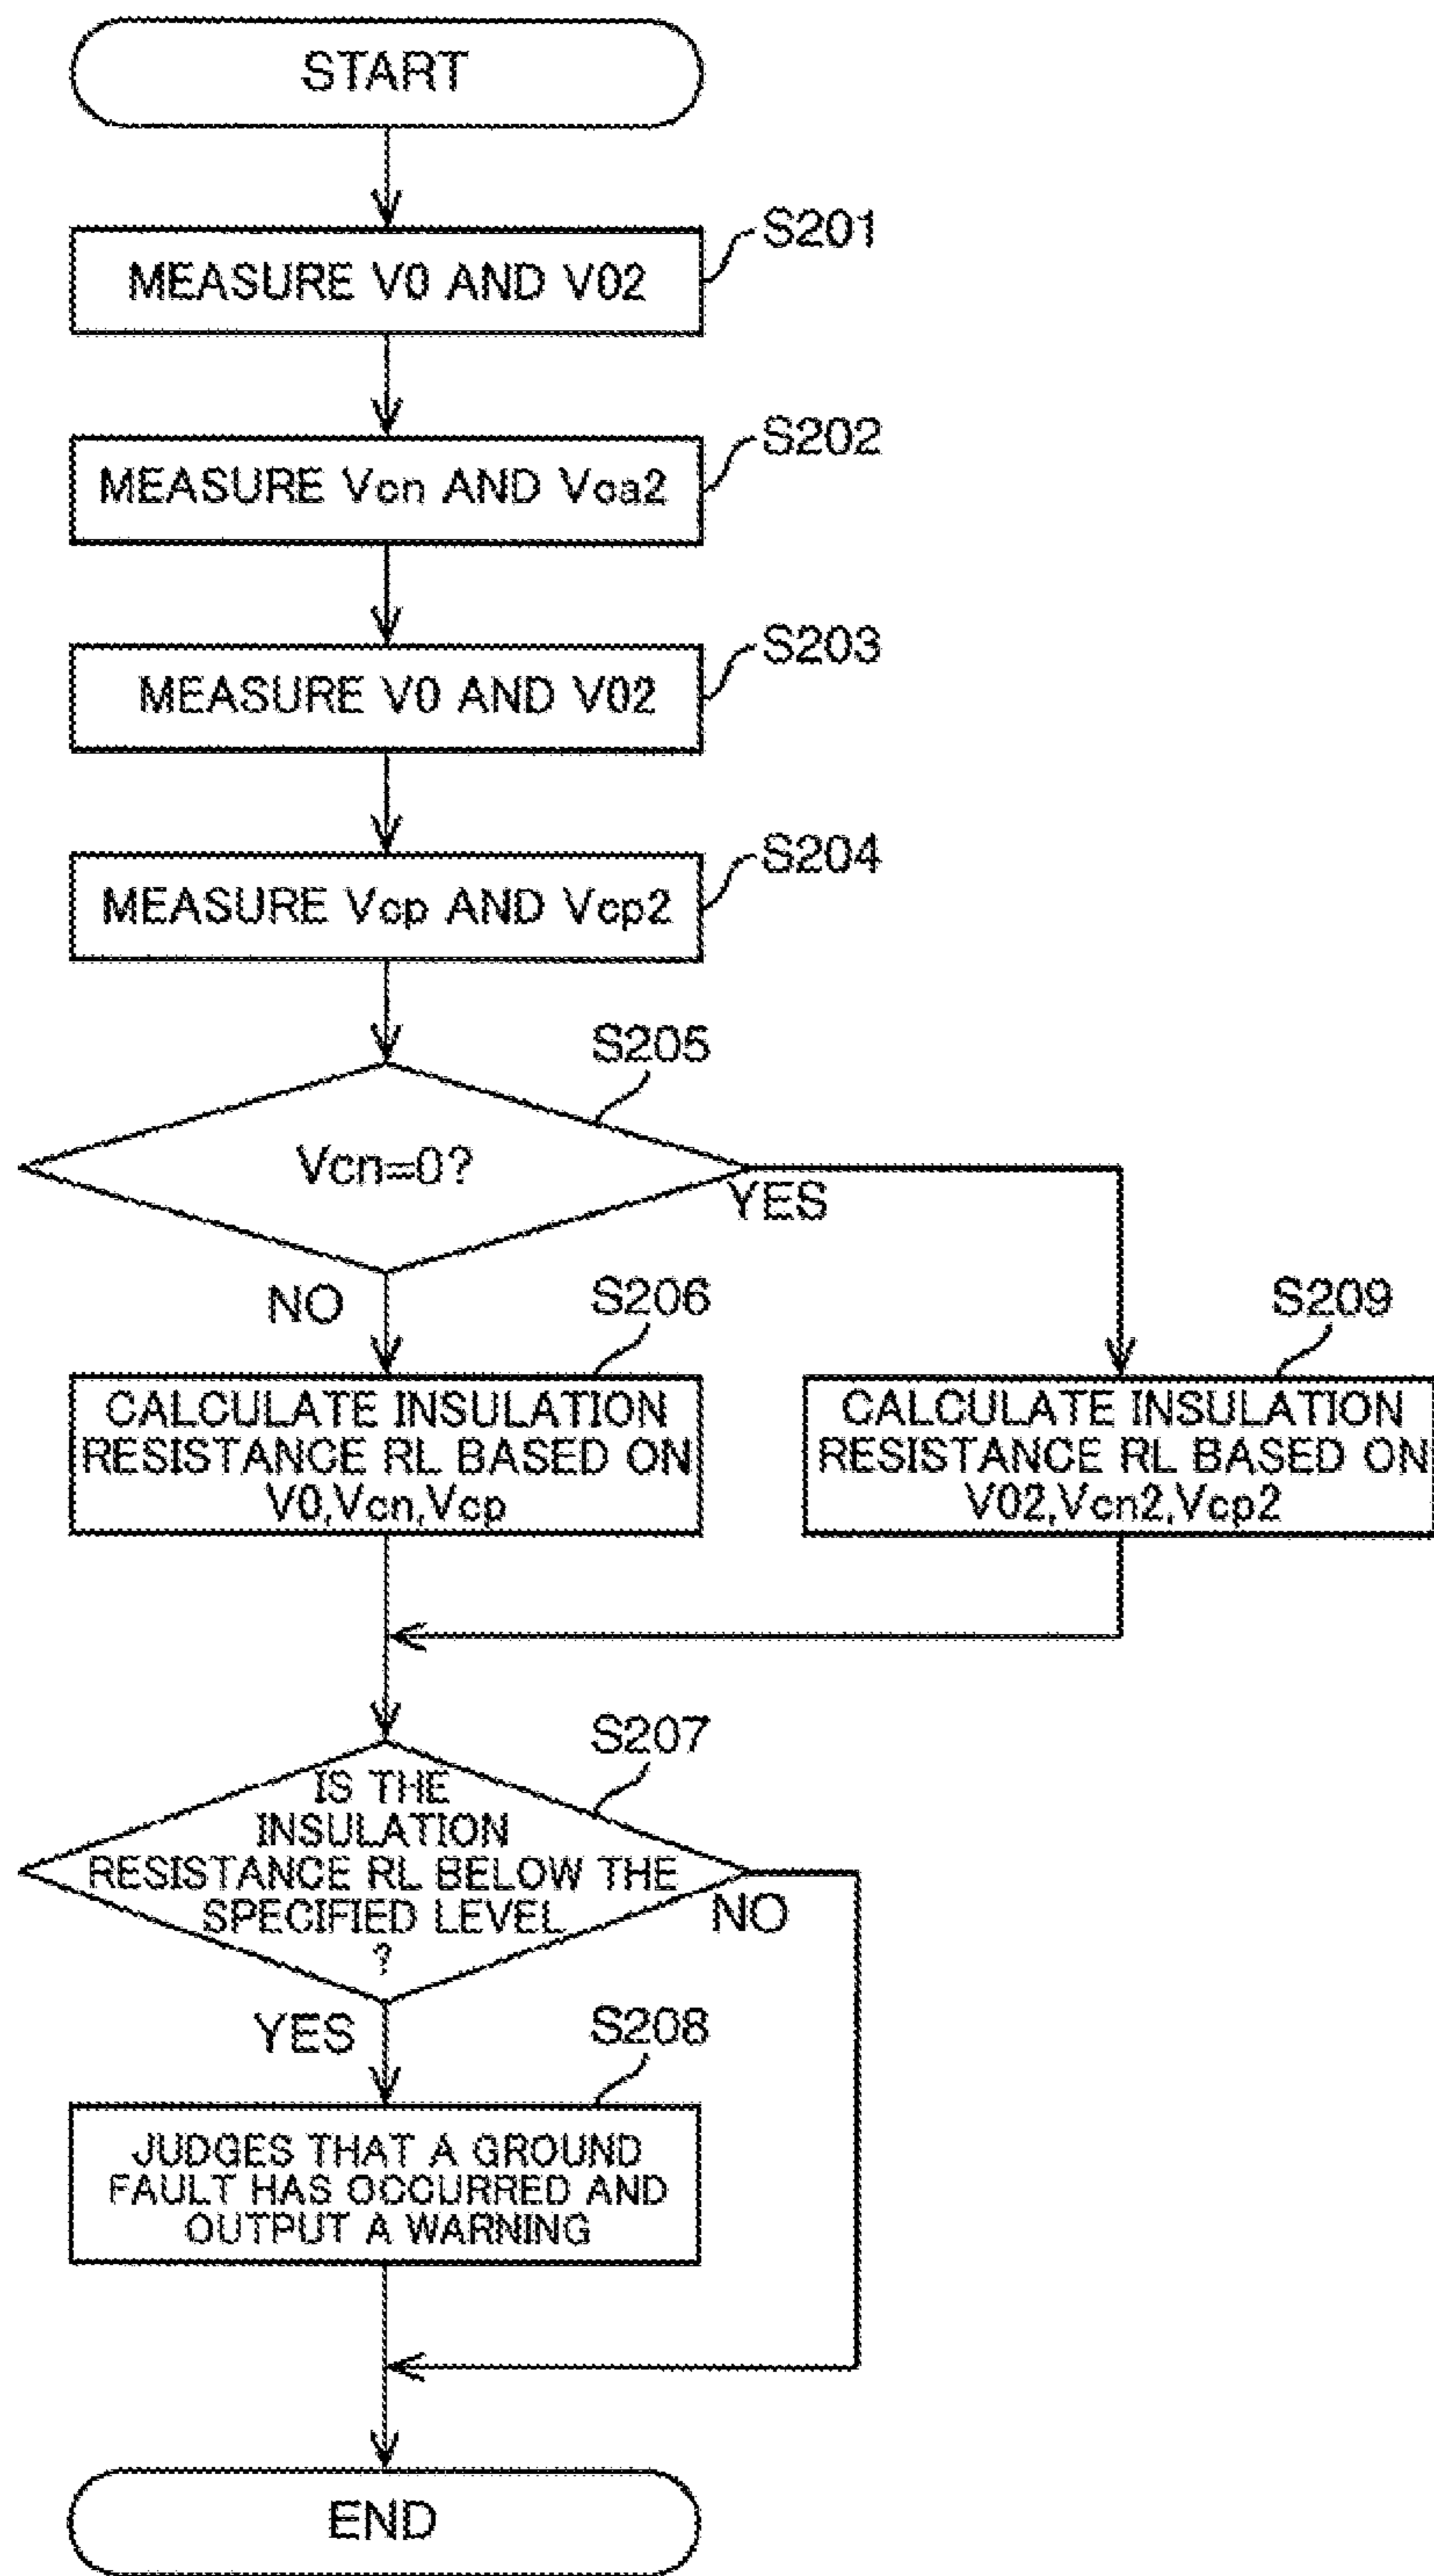 START
S201
MEASURE V0 AND V02
S202
MEASURE Vcn AND Vca2
S203
MEASURE V0 AND V02
S204
MEASURE Vcp AND Vcp2
S205
Vcn=0?
YES
NO
S206
S209
CALCULATE INSULATION
RESISTANCE RL BASED ON
V0,Vcn,Vcp
CALCULATE INSULATION
RESISTANCE RL BASED ON
V02,Vcn2,Vcp2
S207
IS THE
INSULATION
RESISTANCE RL BELOW THE
SPECIFIED LEVEL
?
NO
YES
S208
JUDGES THAT A GROUND
FAULT HAS OCCURRED AND
OUTPUT A WARNING
END